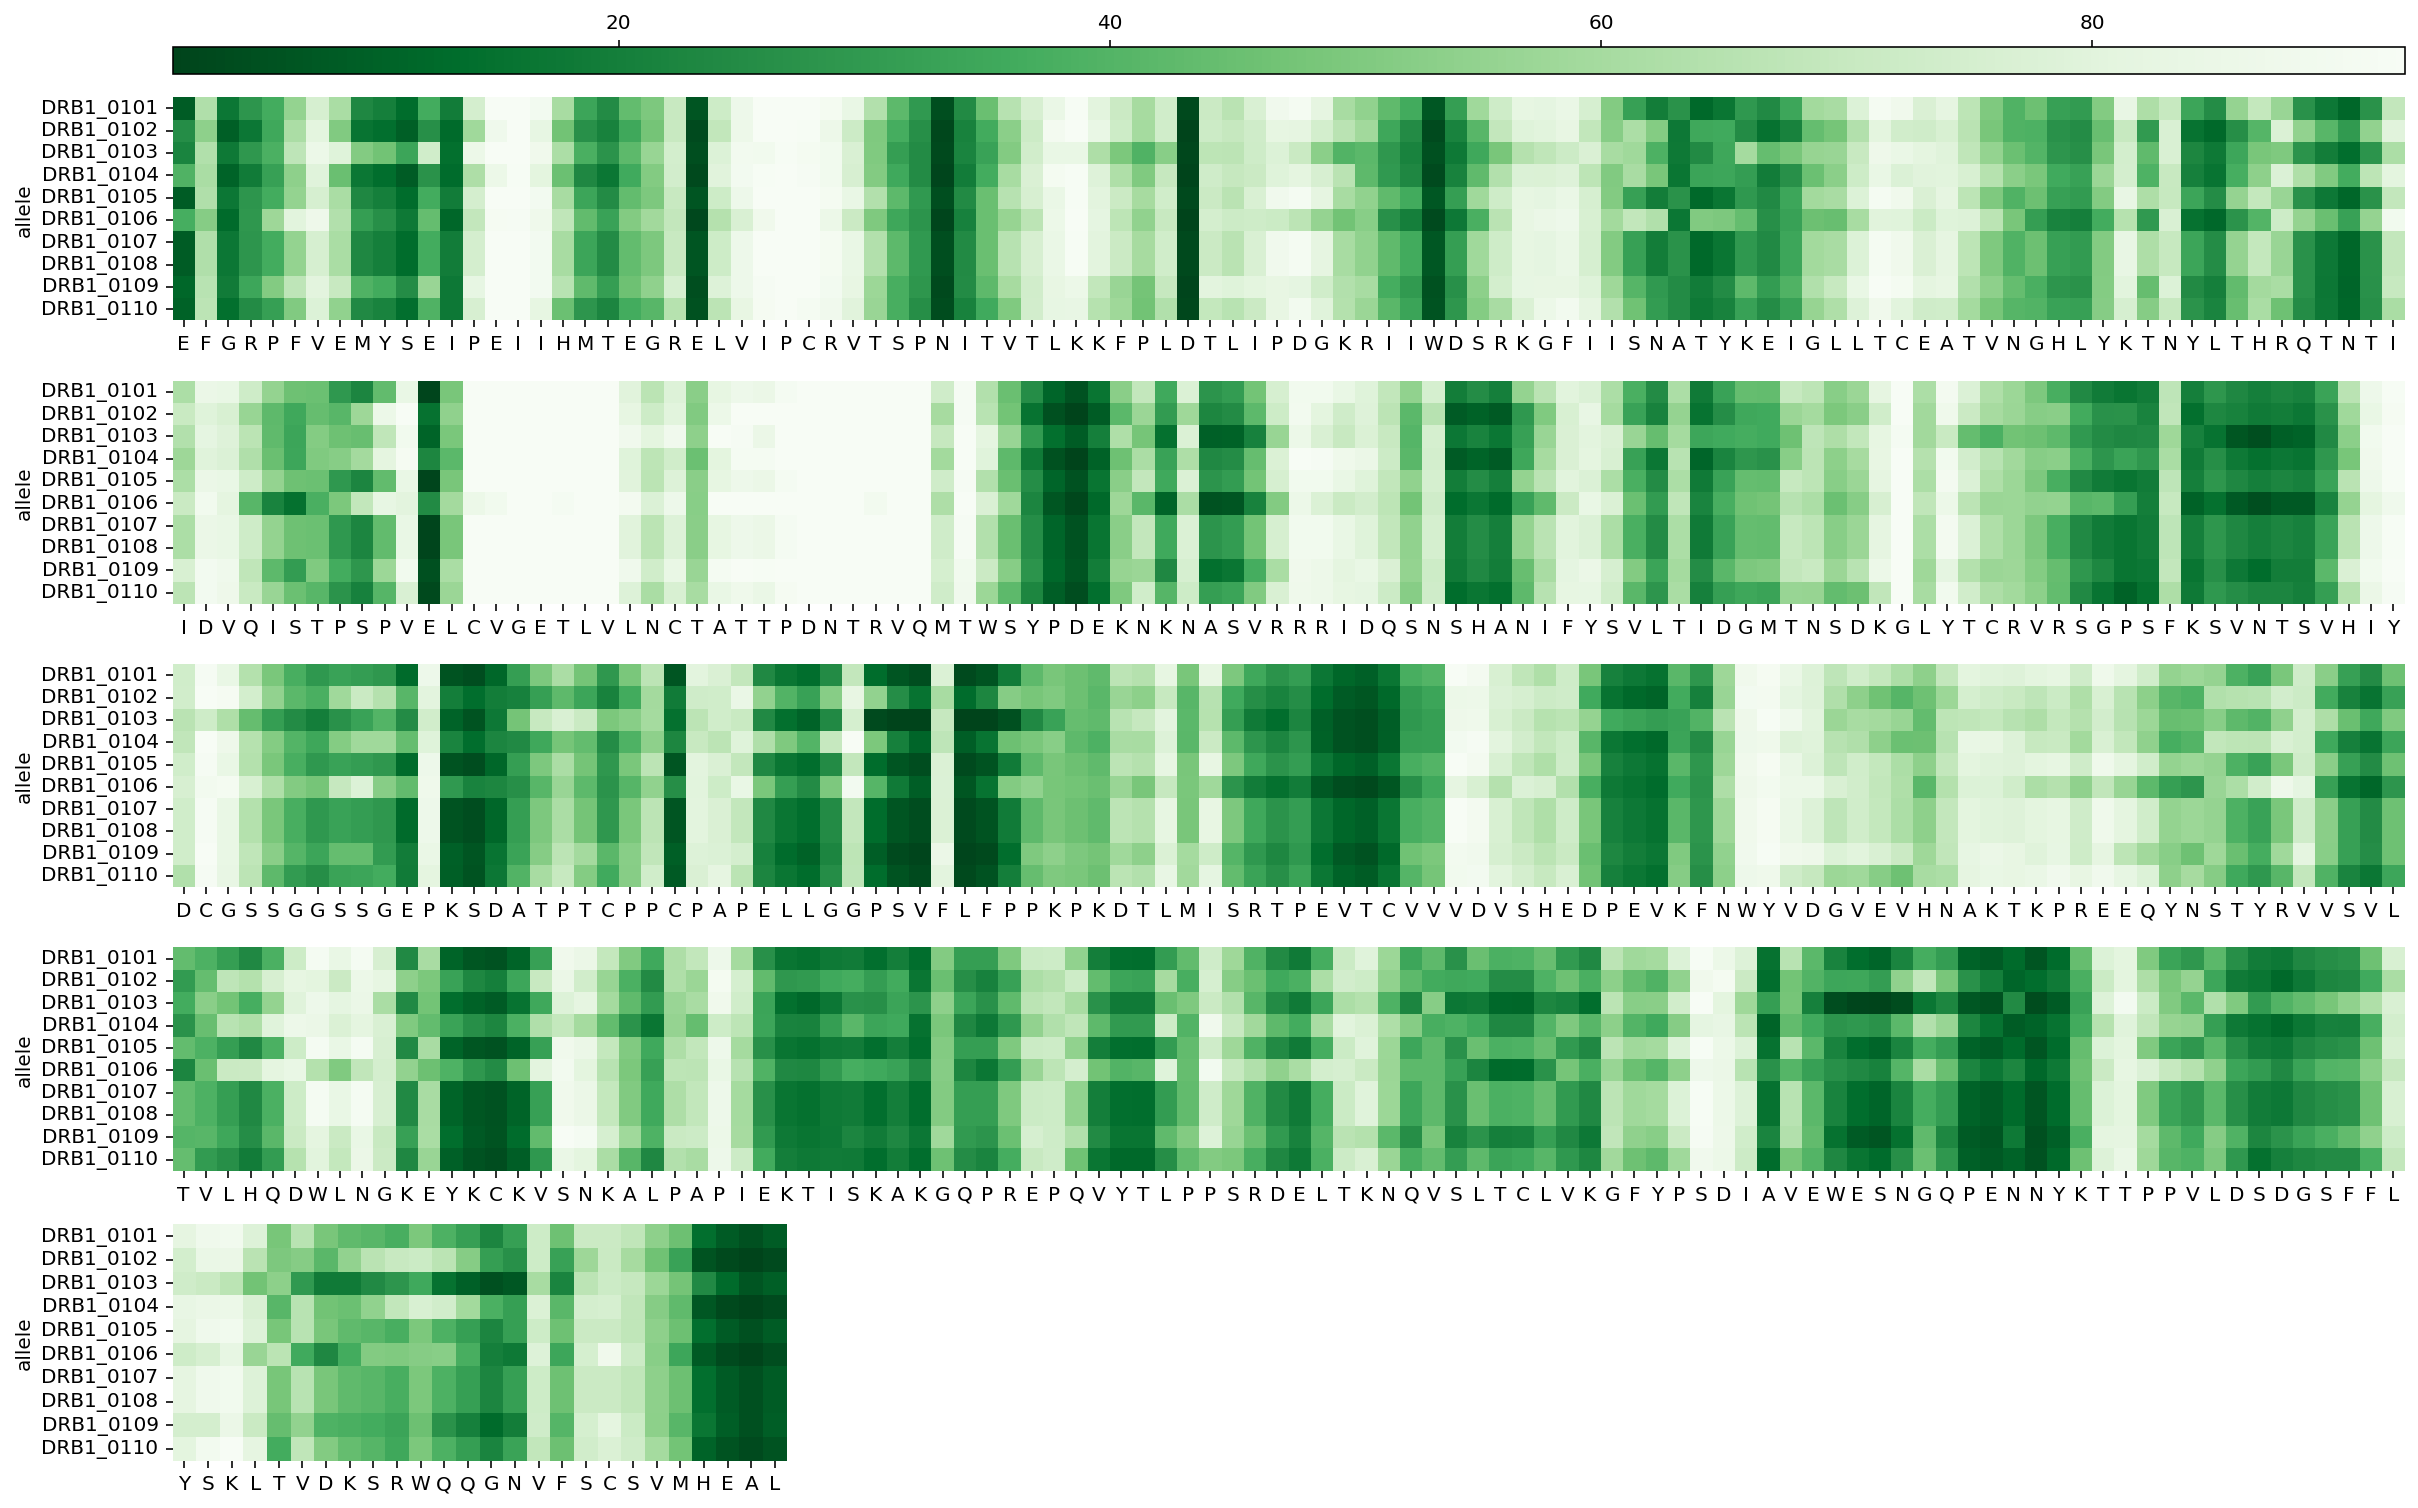 20 40 60 80
allele
DRB1_0101
DRB1_0102
DRB1_0103
DRB1_0104
DRB1_0105
DRB1_0106
DRB1_0107
DRB1_0108
DRB1_0109
DRB1_0110
E F G R P F V E M Y S E I P E I I H M T E G R E L V I P C R V T S P N I T V T L K K F P L D T L I P D G K R I I W D S R K G F I I S N A T Y K E I G L L T C E A T V N G H L Y K T N Y L T H R Q T N T I
allele
DRB1_0101
DRB1_0102
DRB1_0103
DRB1_0104
DRB1_0105
DRB1_0106
DRB1_0107
DRB1_0108
DRB1_0109
DRB1_0110
I D V Q I S T P S P V E L C V G E T L V L N C T A T T P D N T R V Q M T W S Y P D E K N K N A S V R R R I D Q S N S H A N I F Y S V L T I D G M T N S D K G L Y T C R V R S G P S F K S V N T S V H I Y
allele
DRB1_0101
DRB1_0102
DRB1_0103
DRB1_0104
DRB1_0105
DRB1_0106
DRB1_0107
DRB1_0108
DRB1_0109
DRB1_0110
D C G S S G G S S G E P K S D A T P T C P P C P A P E L L G G P S V F L F P P K P K D T L M I S R T P E V T C V V V D V S H E D P E V K F N W Y V D G V E V H N A K T K P R E E Q Y N S T Y R V V S V L
allele
DRB1_0101
DRB1_0102
DRB1_0103
DRB1_0104
DRB1_0105
DRB1_0106
DRB1_0107
DRB1_0108
DRB1_0109
DRB1_0110
T V L H Q D W L N G K E Y K C K V S N K A L P A P I E K T I S K A K G Q P R E P Q V Y T L P P S R D E L T K N Q V S L T C L V K G F Y P S D I A V E W E S N G Q P E N N Y K T T P P V L D S D G S F F L
allele
DRB1_0101
DRB1_0102
DRB1_0103
DRB1_0104
DRB1_0105
DRB1_0106
DRB1_0107
DRB1_0108
DRB1_0109
DRB1_0110
Y S K L T V D K S R W Q Q G N V F S C S V M H E A L